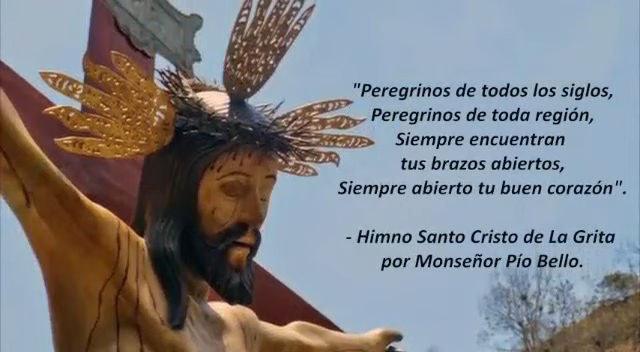 "Peregrinos de todos los siglos,
Peregrinos de toda región,
Siempre encuentran
tus brazos abiertos,
Siempre abierto tu buen corazón".
- Himno Santo Cristo de La Grita
por Monseñor Pío Bello.